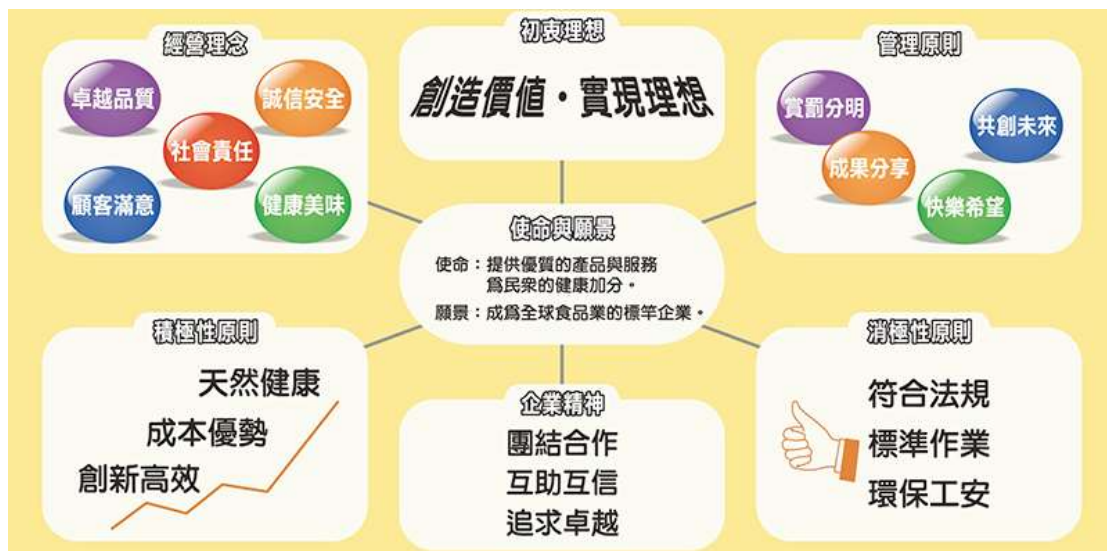 經營理念
卓越品質
誠信安全
社會責任
顧客滿意
健康美味
初衷理想
創造價值・實現理想
管理原則
賞罰分明
共創未來
成果分享
快樂希望
使命與願景
使命：提供優質的產品與服務
為民眾的健康加分。
願景：成為全球食品業的標竿企業。
積極性原則
天然健康
成本優勢
創新高效
企業精神
團結合作
互助互信
追求卓越
消極性原則
符合法規
標準作業
環保工安